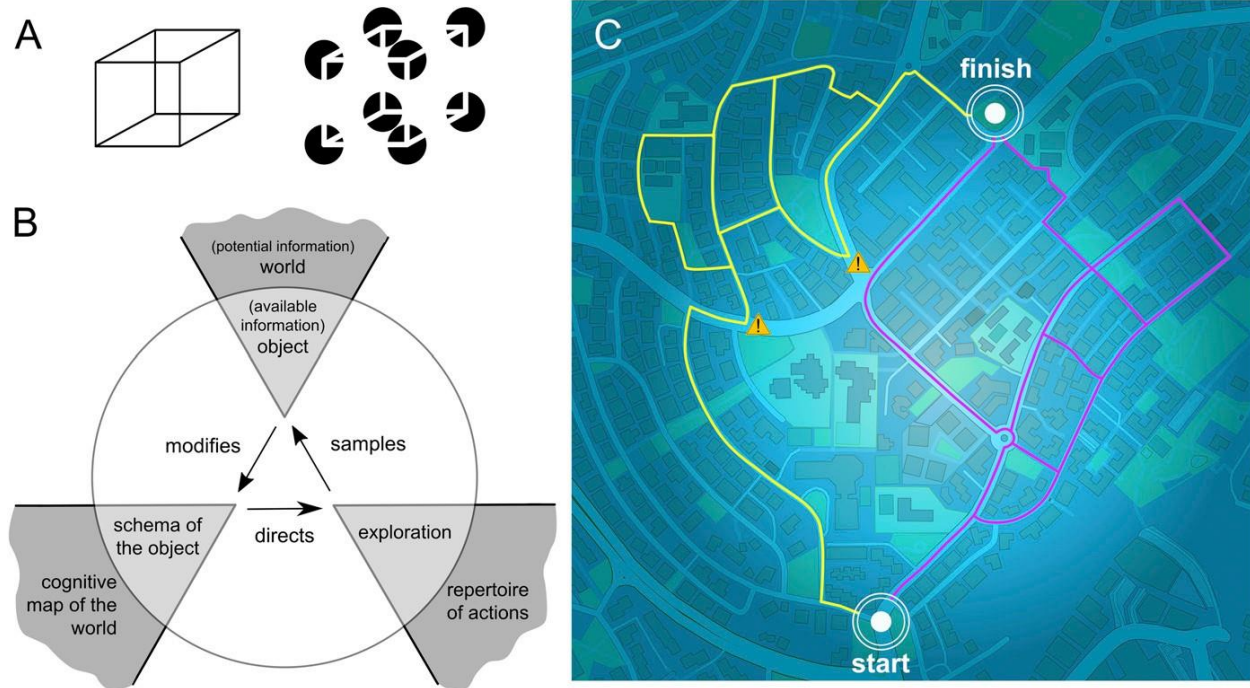 A
B
(potential information)
world
(available
information)
object
modifies
samples
schema of
the object
directs
exploration
cognitive
map of the
world
repertoire
of actions
C
finish
!
!
start